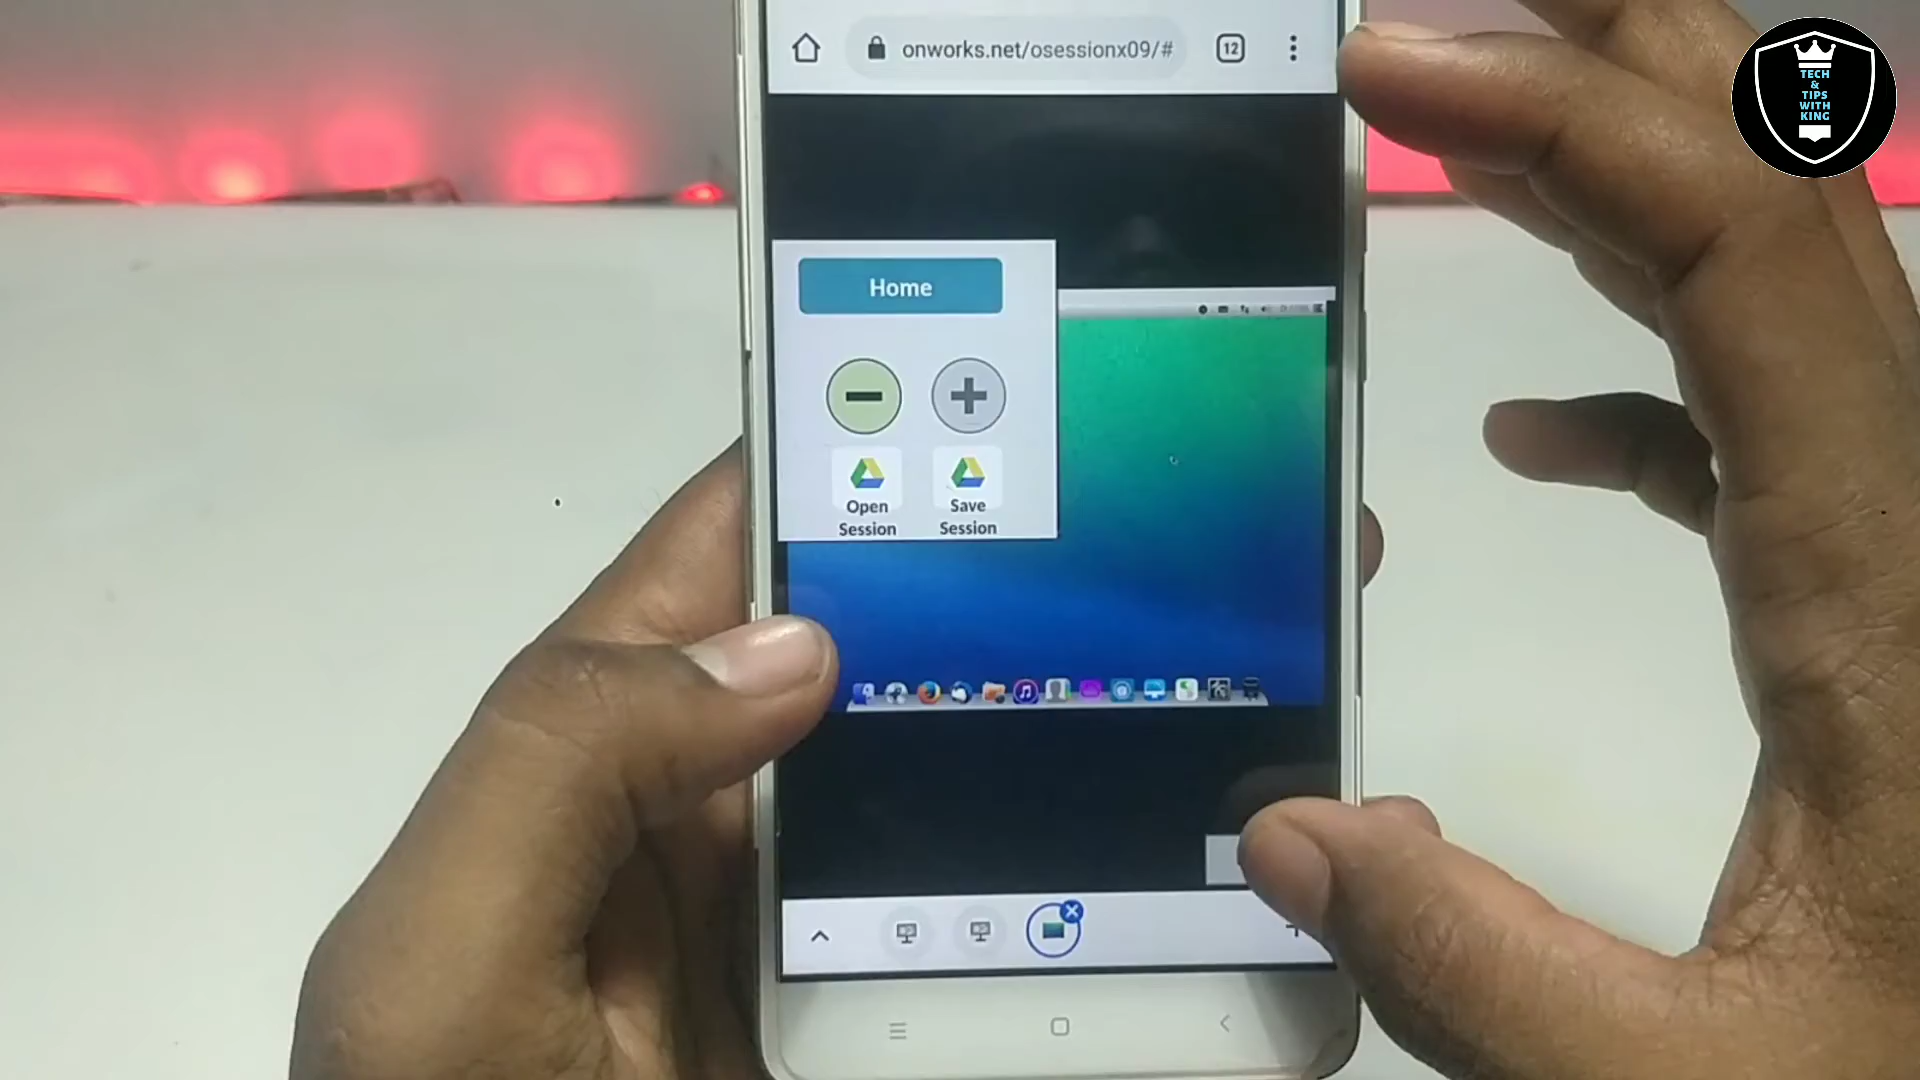 onworks.net/osessionx09/#
12
TECH
&
TIPS
WITH
KING
Home
Open
Session
Save
Session